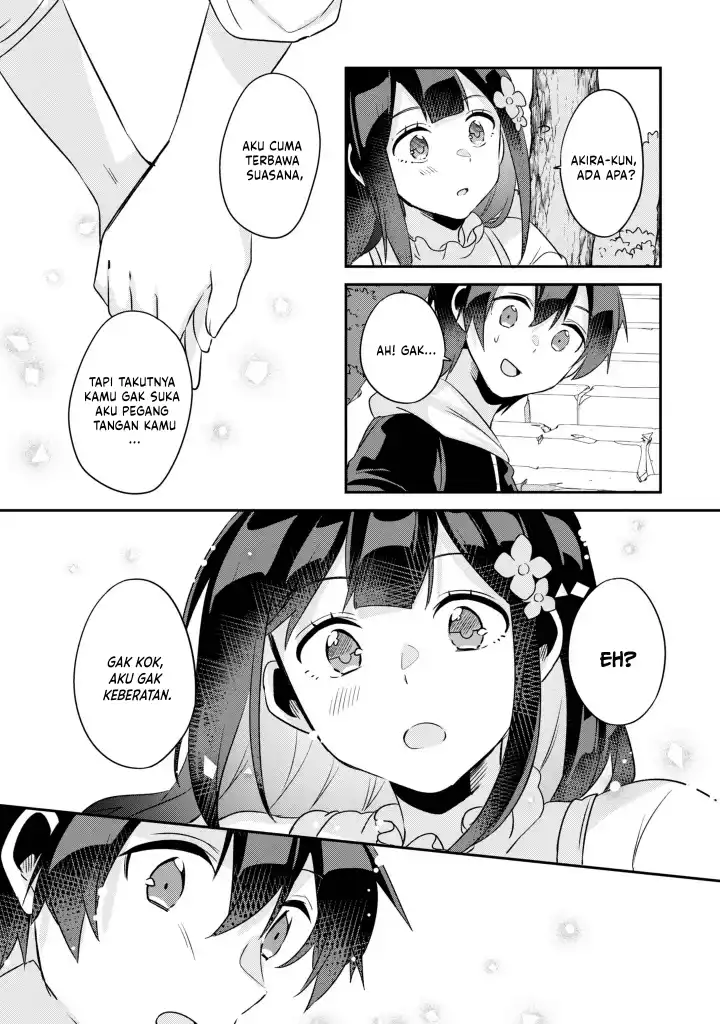 AKIRA-KUN,
ADA APA?
AH! GAK...
AKU CUMA
TERBAWA
SUASANA,
TAPI TAKUTNYA
KAMU GAK SUKA
AKU PEGANG
TANGAN KAMU
...
EH?
GAK KOK,
AKU GAK
KEBERATAN.